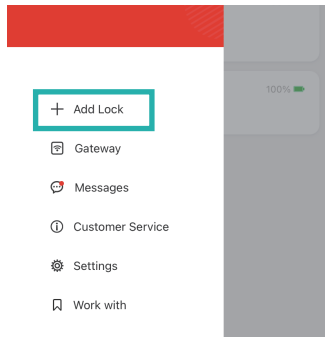 100%
Add Lock
Gateway
Messages
Customer Service
Settings
Work with